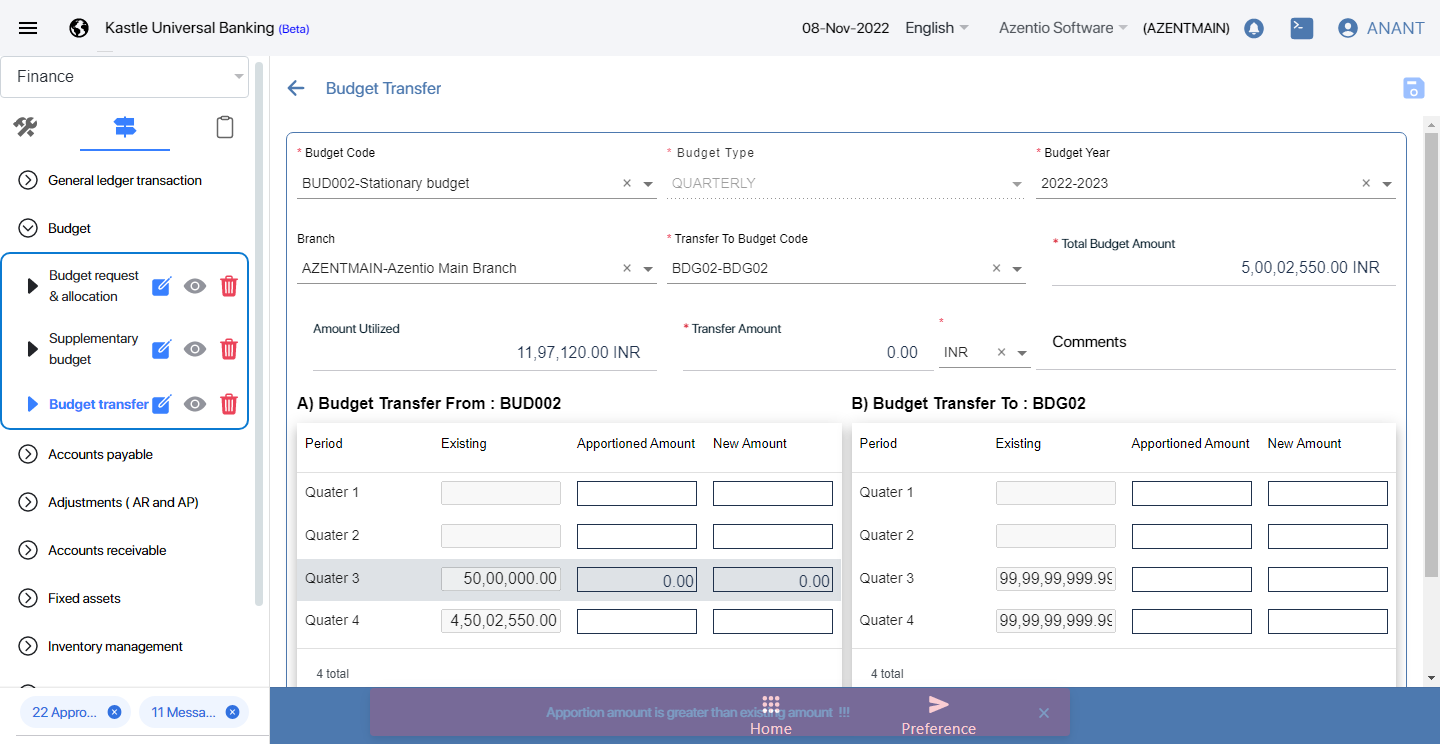 Kastle Universal Banking (Beta)
08-Nov-2022 English Azentio Software (AZENTMAIN) ANANT
Finance
General ledger transaction
Budget
Budget request
& allocation
Supplementary
budget
Budget transfer
Accounts payable
Adjustments ( AR and AP)
Accounts receivable
Fixed assets
Inventory management
22 Appro...
11 Messa...
Budget Transfer
* Budget Code
BUD002-Stationary budget
* Budget Type
QUARTERLY
* Budget Year
2022-2023
Branch
AZENTMAIN-Azentio Main Branch
* Transfer To Budget Code
BDG02-BDG02
* Total Budget Amount
5,00,02,550.00 INR
Amount Utilized
11,97,120.00 INR
* Transfer Amount
0.00
*
INR
Comments
A) Budget Transfer From : BUD002
Period Existing Apportioned Amount New Amount
Quater 1
Quater 2
Quater 3 50,00,000.00 0.00 0.00
Quater 4 4,50,02,550.00
4 total
B) Budget Transfer To : BDG02
Period Existing Apportioned Amount New Amount
Quater 1
Quater 2
Quater 3 99,99,99,999.99
Quater 4 99,99,99,999.99
4 total
Apportion amount is greater than existing amount !!!
Home
Preference